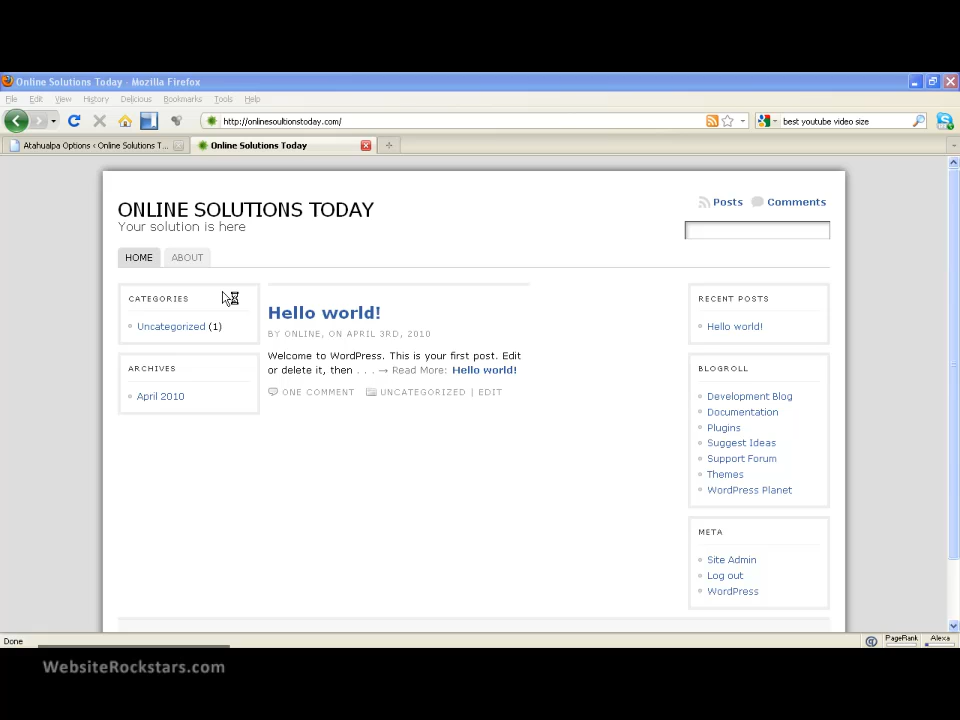 Online Solutions Today - Mozilla Firefox
File Edit View History Delicious Bookmarks Tools Help
http://onlinesoultionstoday.com/
best youtube video size
Atahualpa Options ‹ Online Solutions T...
Online Solutions Today
ONLINE SOLUTIONS TODAY
Your solution is here
Posts Comments
HOME ABOUT
CATEGORIES
Uncategorized (1)
ARCHIVES
April 2010
Hello world!
BY ONLINE, ON APRIL 3RD, 2010
Welcome to WordPress. This is your first post. Edit
or delete it, then . . . → Read More: Hello world!
ONE COMMENT UNCATEGORIZED | EDIT
RECENT POSTS
Hello world!
BLOGROLL
Development Blog
Documentation
Plugins
Suggest Ideas
Support Forum
Themes
WordPress Planet
META
Site Admin
Log out
WordPress
Done
PageRank Alexa
WebsiteRockstars.com